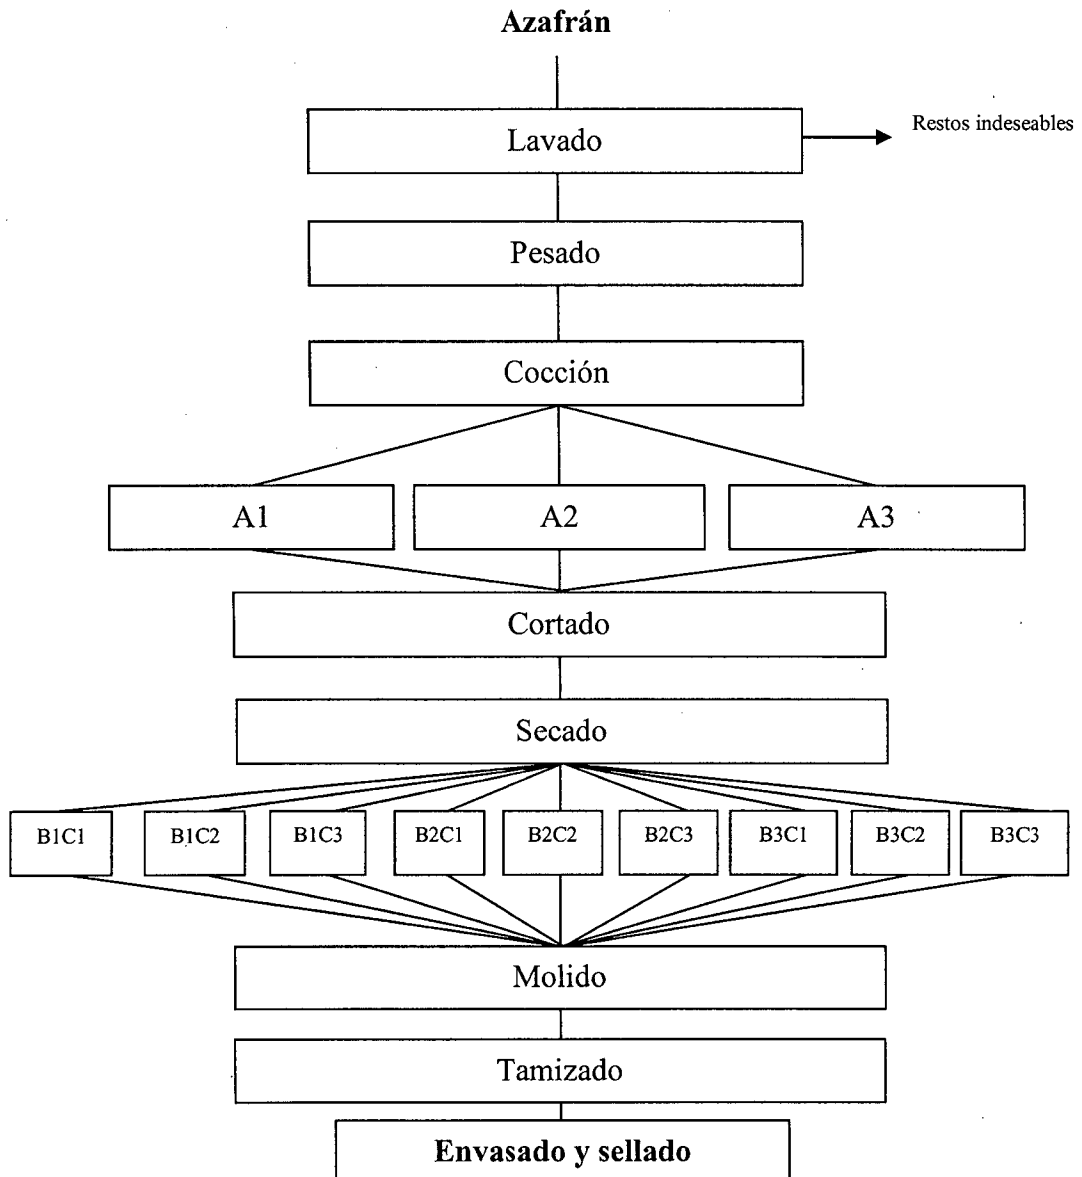 Azafrán
Lavado
Restos indeseables
Pesado
Cocción
A1
A2
A3
Cortado
Secado
B1C1
B1C2
B1C3
B2C1
B2C2
B2C3
B3C1
B3C2
B3C3
Molido
Tamizado
Envasado y sellado